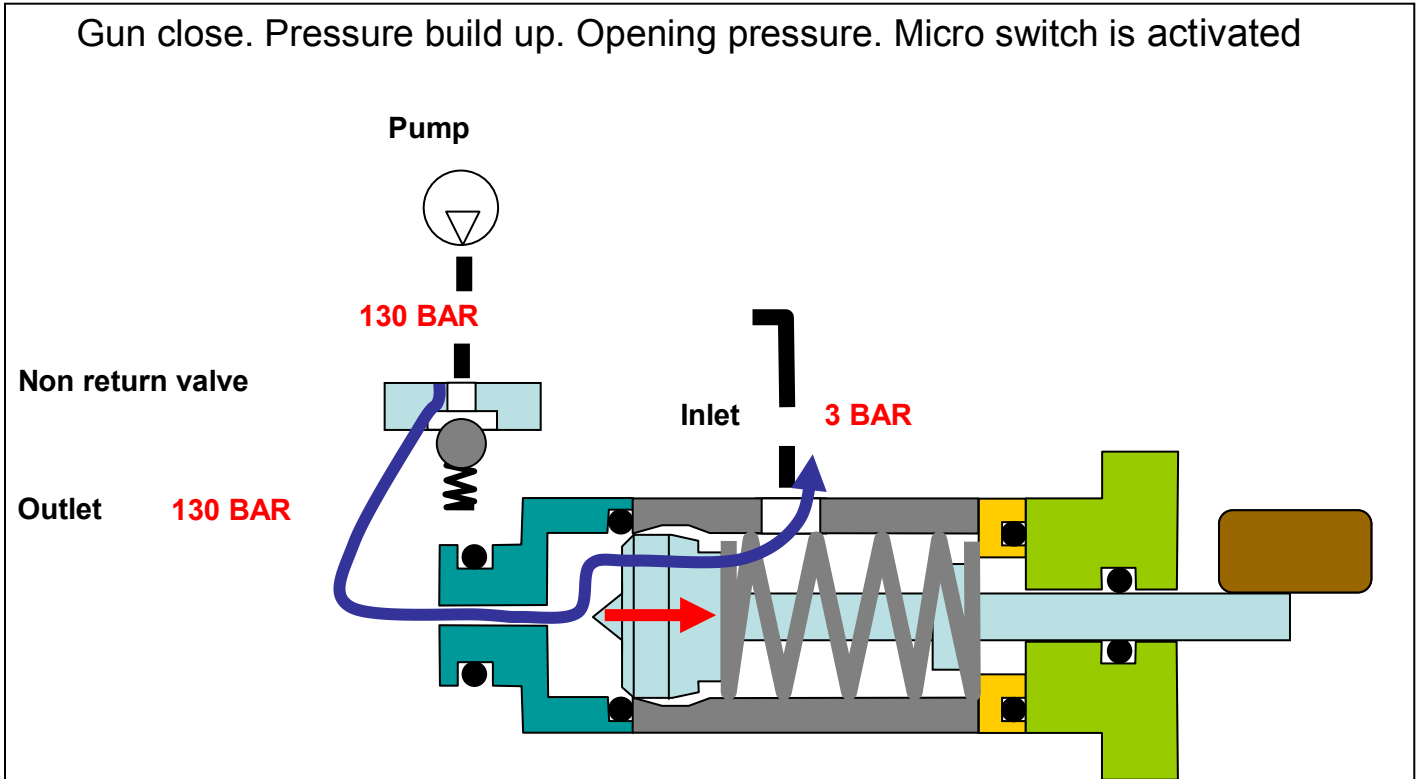 Gun close. Pressure build up. Opening pressure. Micro switch is activated
Pump
130 BAR
Non return valve
Inlet 3 BAR
Outlet 130 BAR